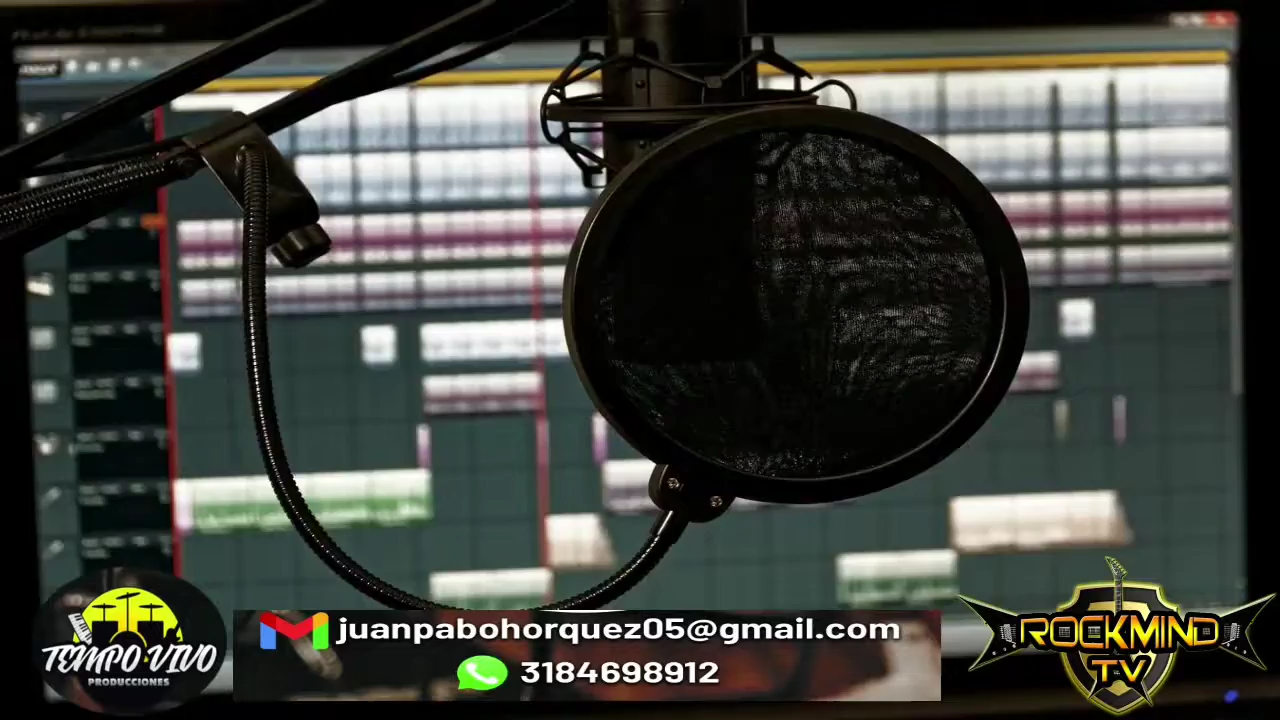 juanpabohorquez05@gmail.com
3184698912
TEMPO VIVO
PRODUCCIONES
ROCKMIND
TV